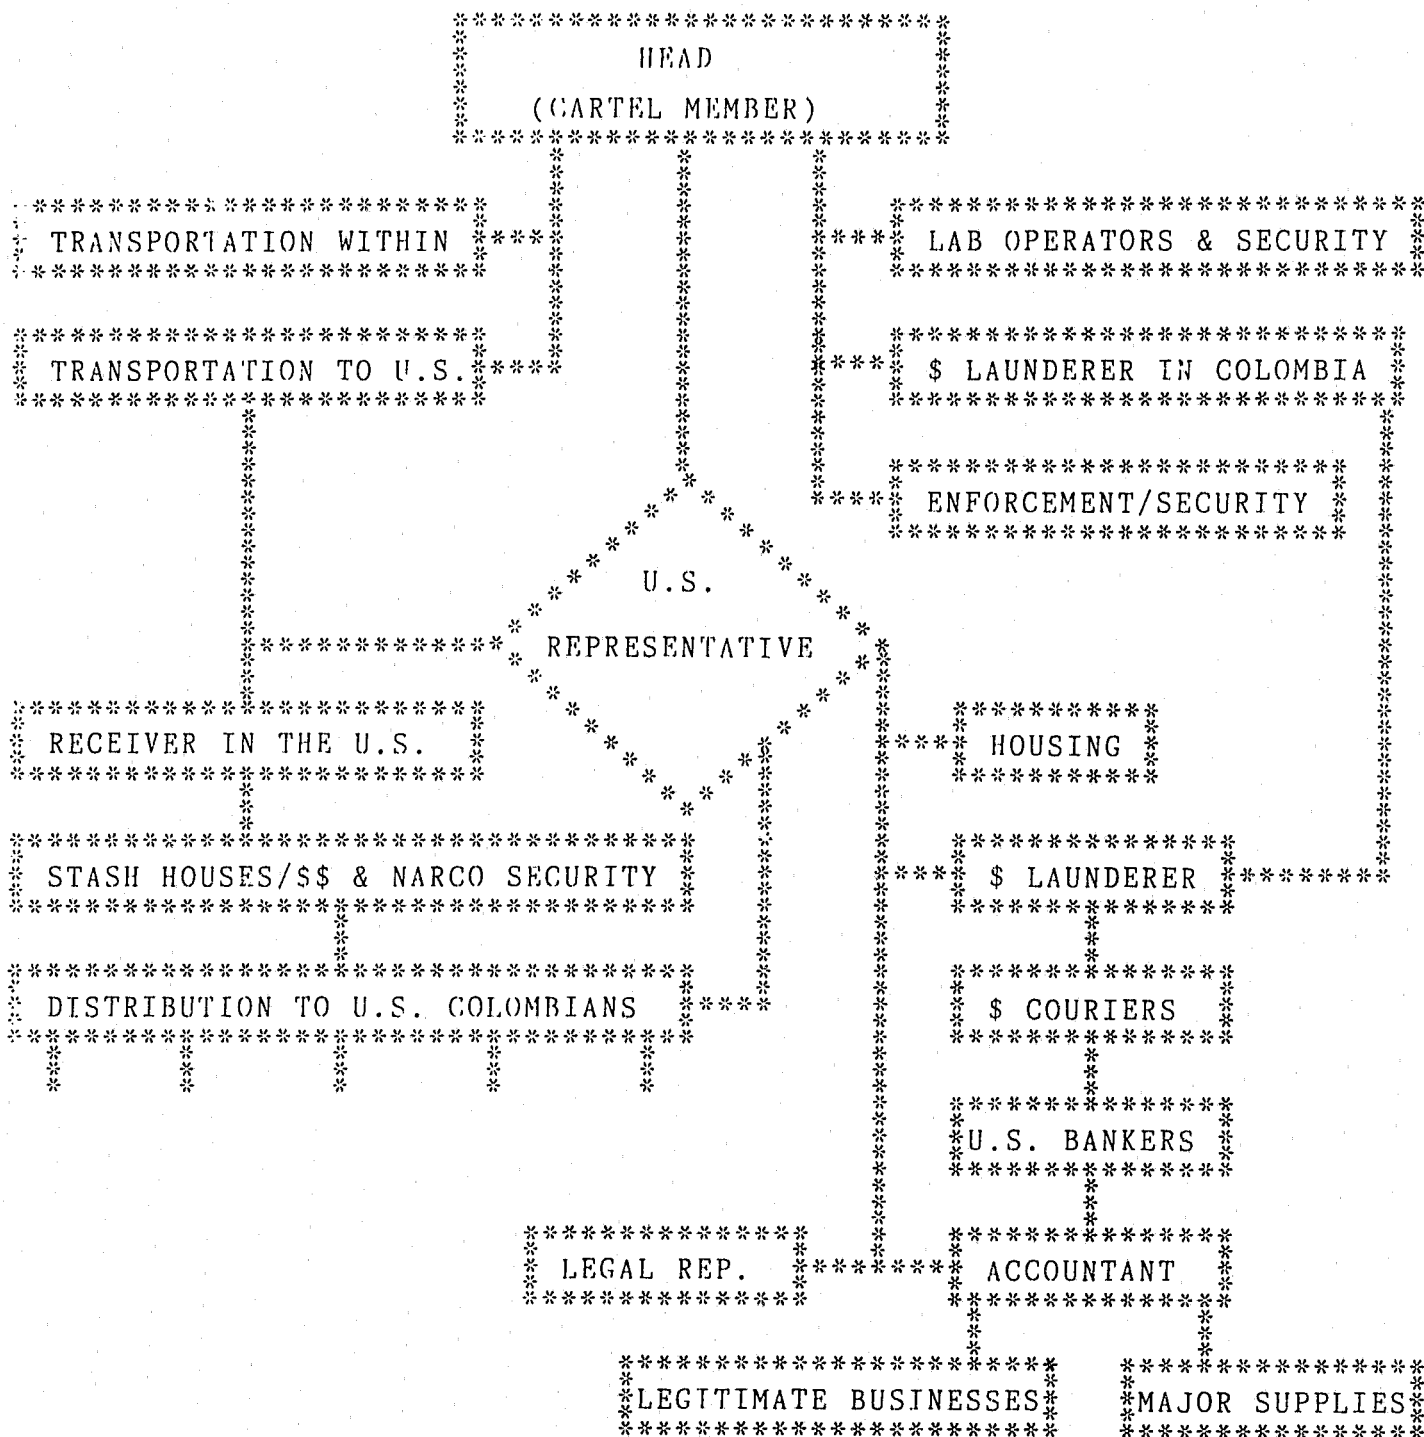 HEAD
(CARTEL MEMBER)
TRANSPORTATION WITHIN
LAB OPERATORS & SECURITY
TRANSPORTATION TO U.S.
$ LAUNDERER IN COLOMBIA
ENFORCEMENT/SECURITY
U.S.
REPRESENTATIVE
RECEIVER IN THE U.S.
HOUSING
STASH HOUSES/$$ & NARCO SECURITY
$ LAUNDERER
DISTRIBUTION TO U.S. COLOMBIANS
$ COURIERS
U.S. BANKERS
LEGAL REP.
ACCOUNTANT
LEGITIMATE BUSINESSES
MAJOR SUPPLIES